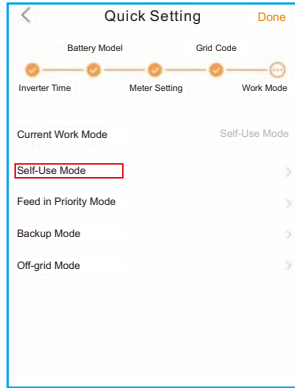 Quick Setting
Done
Battery Model
Grid Code
Inverter Time
Meter Setting
Work Mode
Current Work Mode
Self-Use Mode
Self-Use Mode
Feed in Priority Mode
Backup Mode
Off-grid Mode